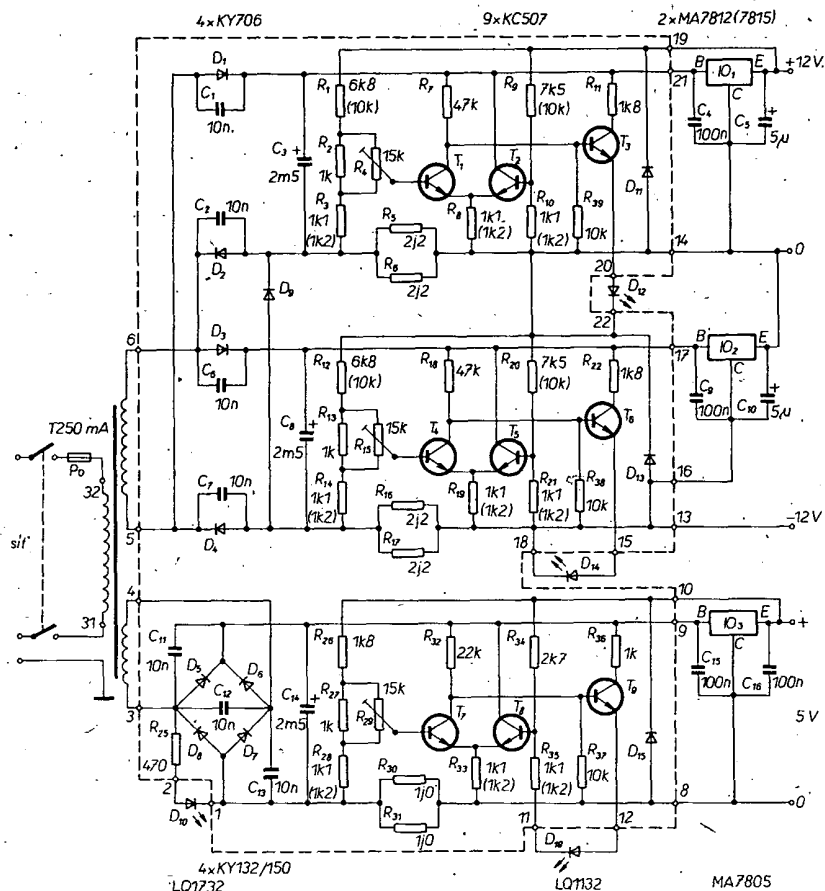 4×KY706 9×KC507 2×MA7812(7815)
19
D₁ R₁ 6k8 (10k) R₇ 47k R₉ 7k5 (10k) R₁₁ 1k8 21 B IO₁ E +12V
C₁ 10n C
C₃ + 2m5 R₂ 1k R₄ 15k T₁ T₂ T₃ C₄ 100n C₅ + 5µ
C₂ 10n R₃ 1k1 (1k2) R₅ 2j2 R₈ 1k1 (1k2) R₁₀ 1k1 (1k2) R₃₉ 10k D₁₁
D₂ R₆ 2j2 14 0
D₉ 20 D₁₂
22
6 D₃ R₁₂ 6k8 (10k) R₁₈ 47k R₂₀ 7k5 (10k) R₂₂ 1k8 17 B IO₂ E
C₆ 10n C
T250 mA C₈ + 2m5 R₁₃ 1k R₁₅ 15k T₄ T₅ T₆ C₉ 100n C₁₀ + 5µ
P₀ 32 C₇ 10n R₁₄ 1k1 (1k2) R₁₆ 2j2 R₁₉ 1k1 (1k2) R₂₁ 1k1 (1k2) R₃₈ 10k D₁₃ 16
síť 5 D₄ R₁₇ 2j2 18 15 13 −12V
D₁₄
4 10
31 C₁₁ 10n R₂₆ 1k8 R₃₂ 22k R₃₄ 2k7 R₃₆ 1k 9 B IO₃ E +
D₅ D₆ C
C₁₂ 10n C₁₄ + 2m5 R₂₇ 1k R₂₉ 15k T₇ T₈ T₉ C₁₅ 100n C₁₆ 100n
3 R₂₅ 470 D₈ D₇ R₂₈ 1k1 (1k2) R₃₀ 1j0 R₃₃ 1k1 (1k2) R₃₅ 1k1 (1k2) R₃₇ 10k D₁₅ 5V
C₁₃ 10n
2 1 D₁₀ R₃₁ 1j0 11 12 8 0
4×KY132/150
LQ1732 LQ1132 MA7805